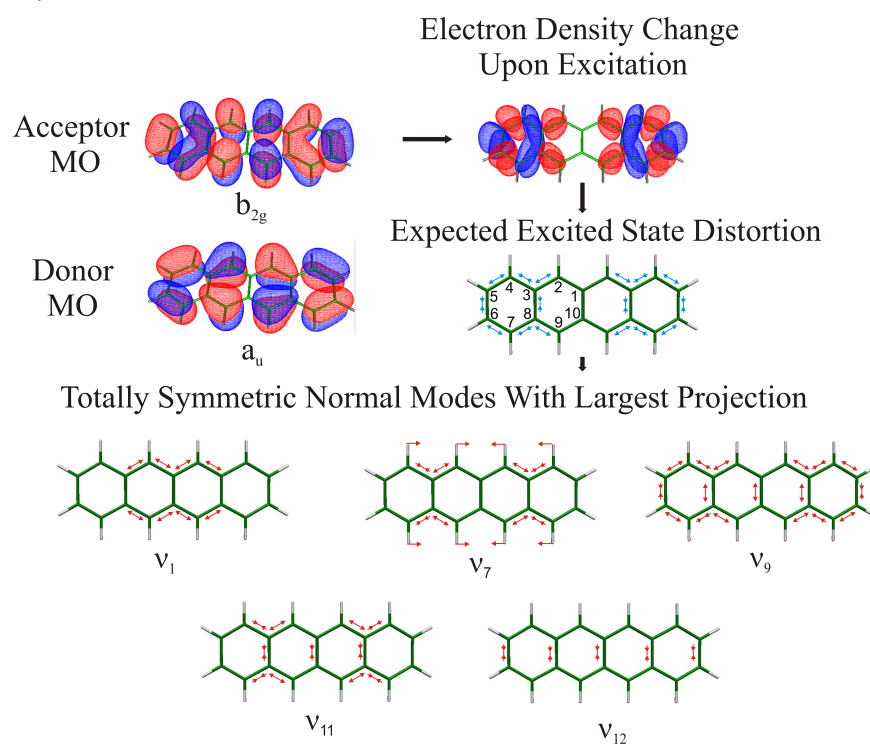 Electron Density Change
Upon Excitation
Acceptor
MO
b2g
Expected Excited State Distortion
Donor
MO
au
4 2
5 3 1
6 8 10
7 9
Totally Symmetric Normal Modes With Largest Projection
ν1
ν7
ν9
ν11
ν12